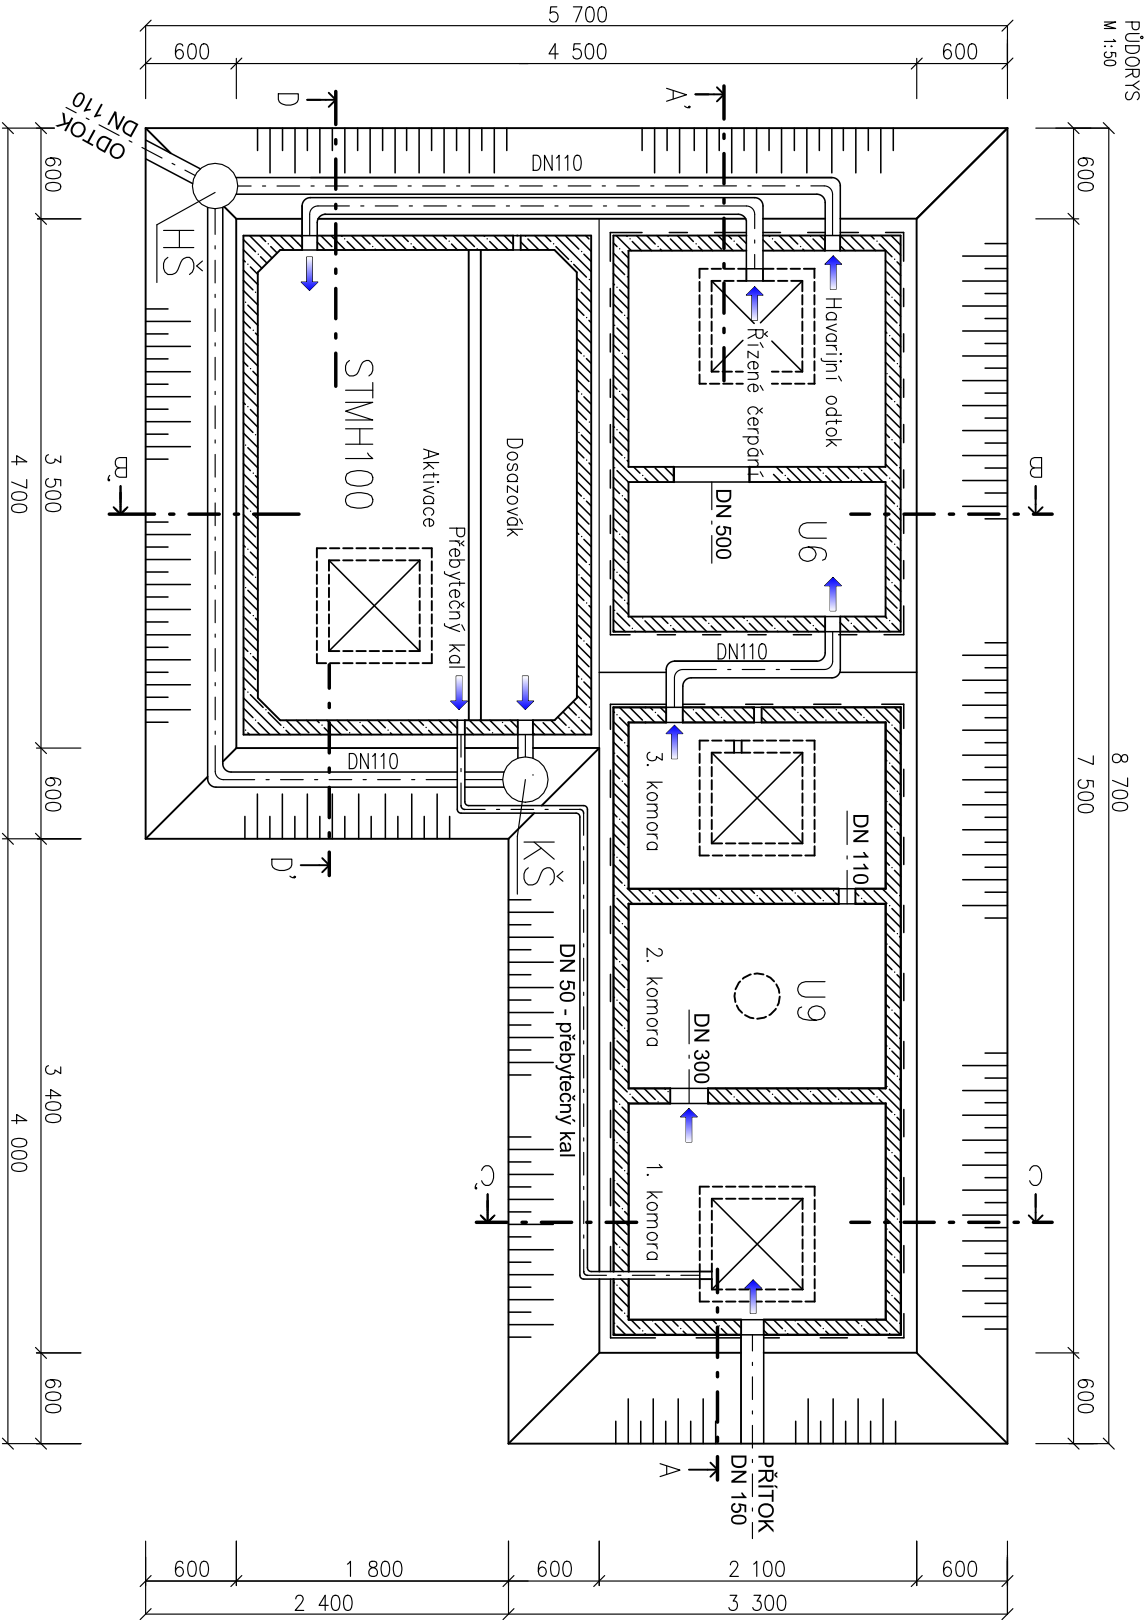 PŮDORYS
M 1:50
5 700
600
4 500
600
8 700
600
7 500
600
D
A'
ODTOK
DN 110
DN110
HŠ
Havarijní odtok
Řízené čerpání
STMH100
Aktivace
Dosazovák
Přebytečný kal
DN 500
U6
B'
B
DN110
DN110
3. komora
DN 110
KŠ
D'
2. komora
U9
DN 300
DN 50 - přebytečný kal
1. komora
C'
C
A
PŘÍTOK
DN 150
600
3 500
600
3 400
600
4 700
4 000
600
1 800
600
2 100
600
2 400
3 300